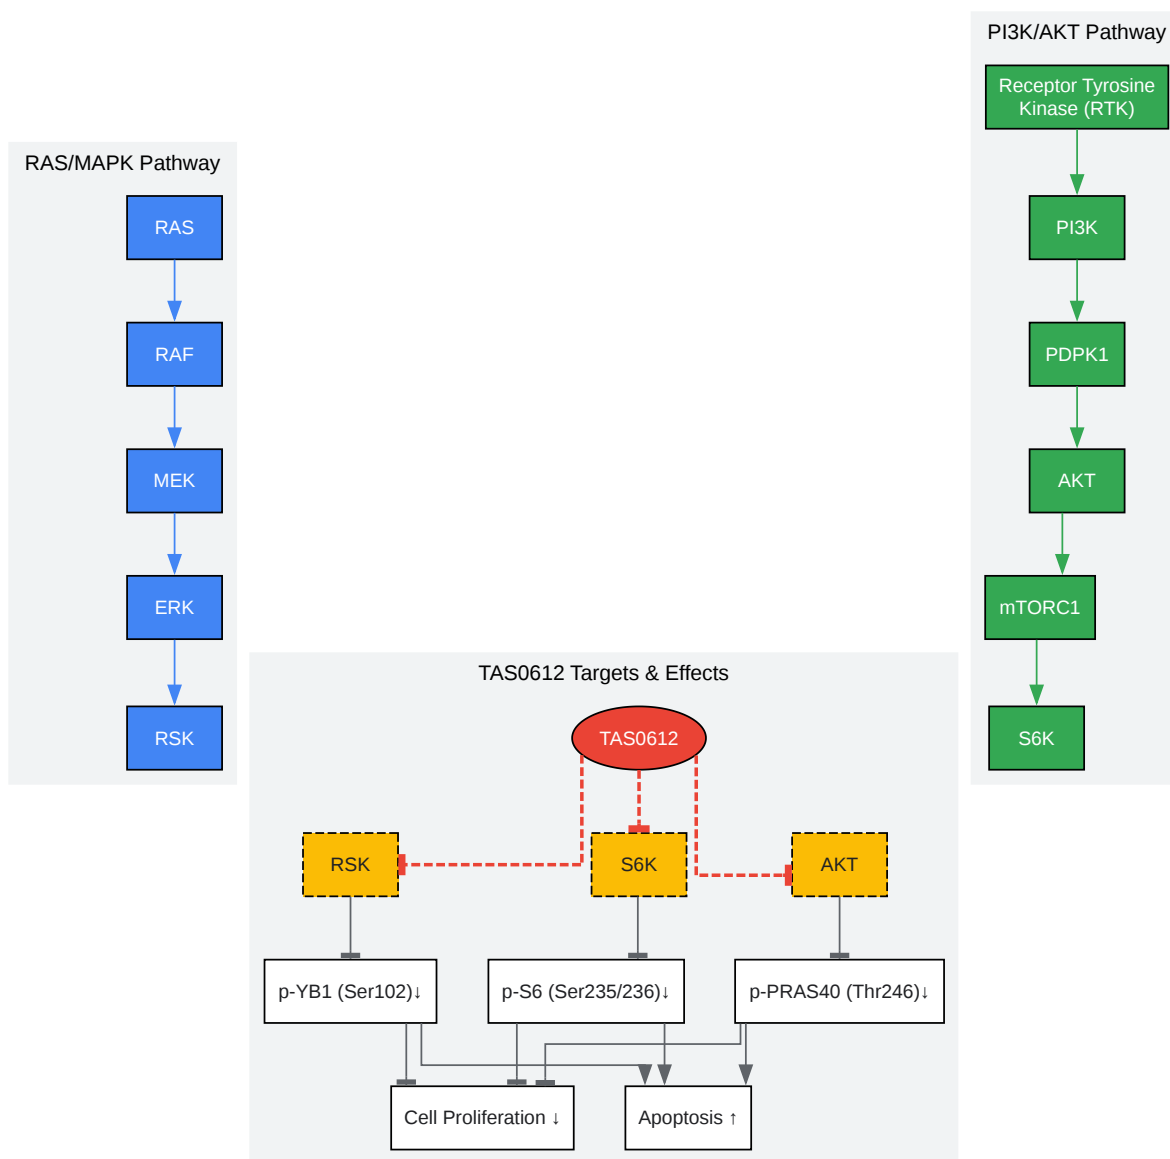 PI3K/AKT Pathway
Receptor Tyrosine
Kinase (RTK)
PI3K
PDPK1
AKT
mTORC1
S6K
RAS/MAPK Pathway
RAS
RAF
MEK
ERK
RSK
TAS0612 Targets & Effects
TAS0612
RSK
S6K
AKT
p-YB1 (Ser102)↓
p-S6 (Ser235/236)↓
p-PRAS40 (Thr246)↓
Cell Proliferation ↓
Apoptosis ↑